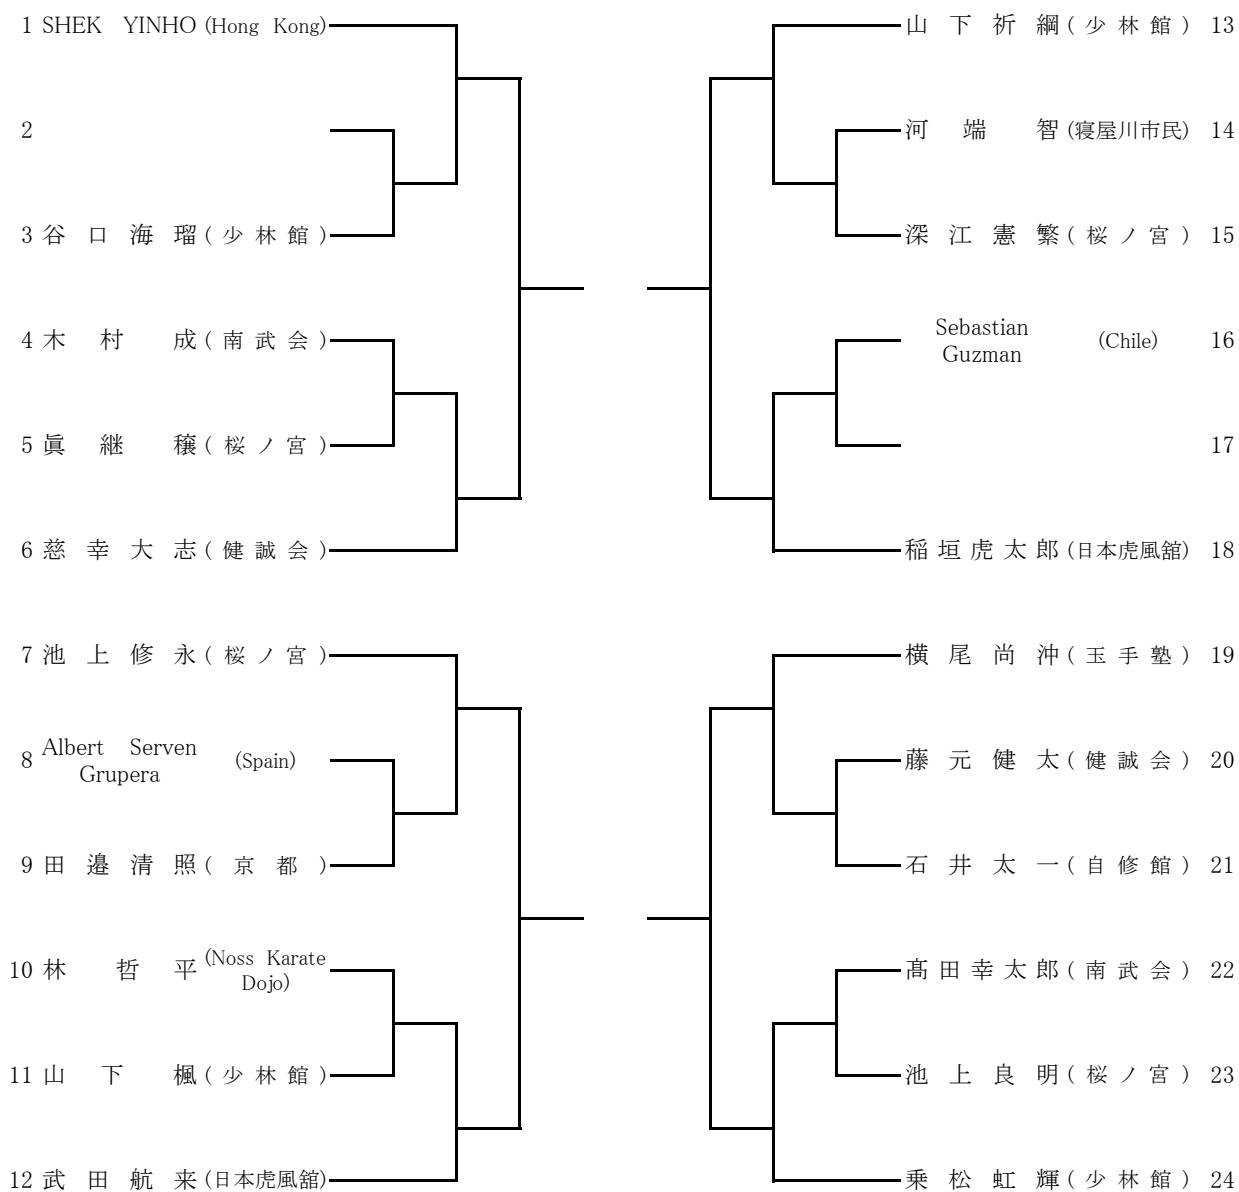 1 SHEK YINHO (Hong Kong)
2
3 谷口海瑠(少林館)
4 木村成(南武会)
5 眞継穣(桜ノ宮)
6 慈幸大志(健誠会)
7 池上修永(桜ノ宮)
8 Albert Serven
Grupera (Spain)
9 田邉清照(京都)
10 林哲平 (Noss Karate
Dojo)
11 山下楓(少林館)
12 武田航来(日本虎風舘)
山下祈綱(少林館) 13
河端智(寝屋川市民) 14
深江憲繁(桜ノ宮) 15
Sebastian
Guzman (Chile) 16
17
稲垣虎太郎(日本虎風舘) 18
横尾尚沖(玉手塾) 19
藤元健太(健誠会) 20
石井太一(自修館) 21
髙田幸太郎(南武会) 22
池上良明(桜ノ宮) 23
乗松虹輝(少林館) 24